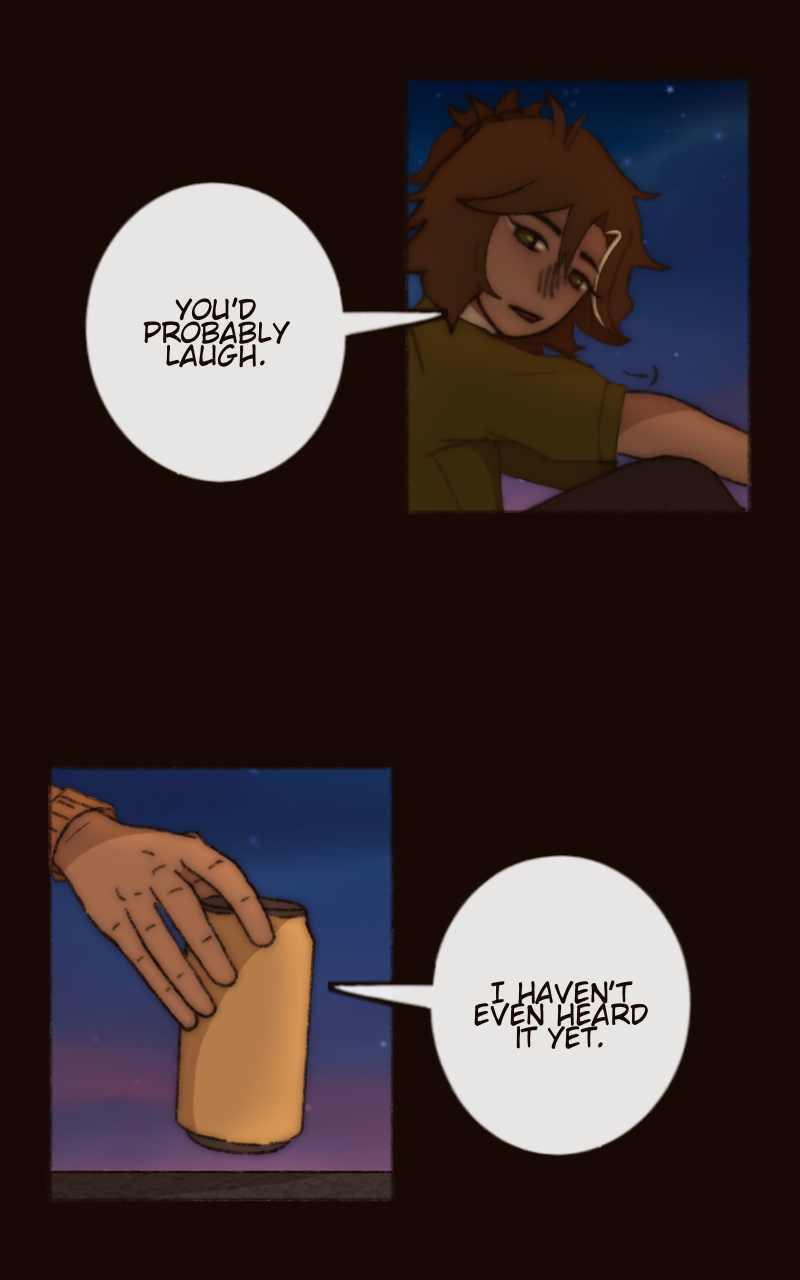 YOU'D
PROBABLY
LAUGH.
I HAVEN'T
EVEN HEARD
IT YET.